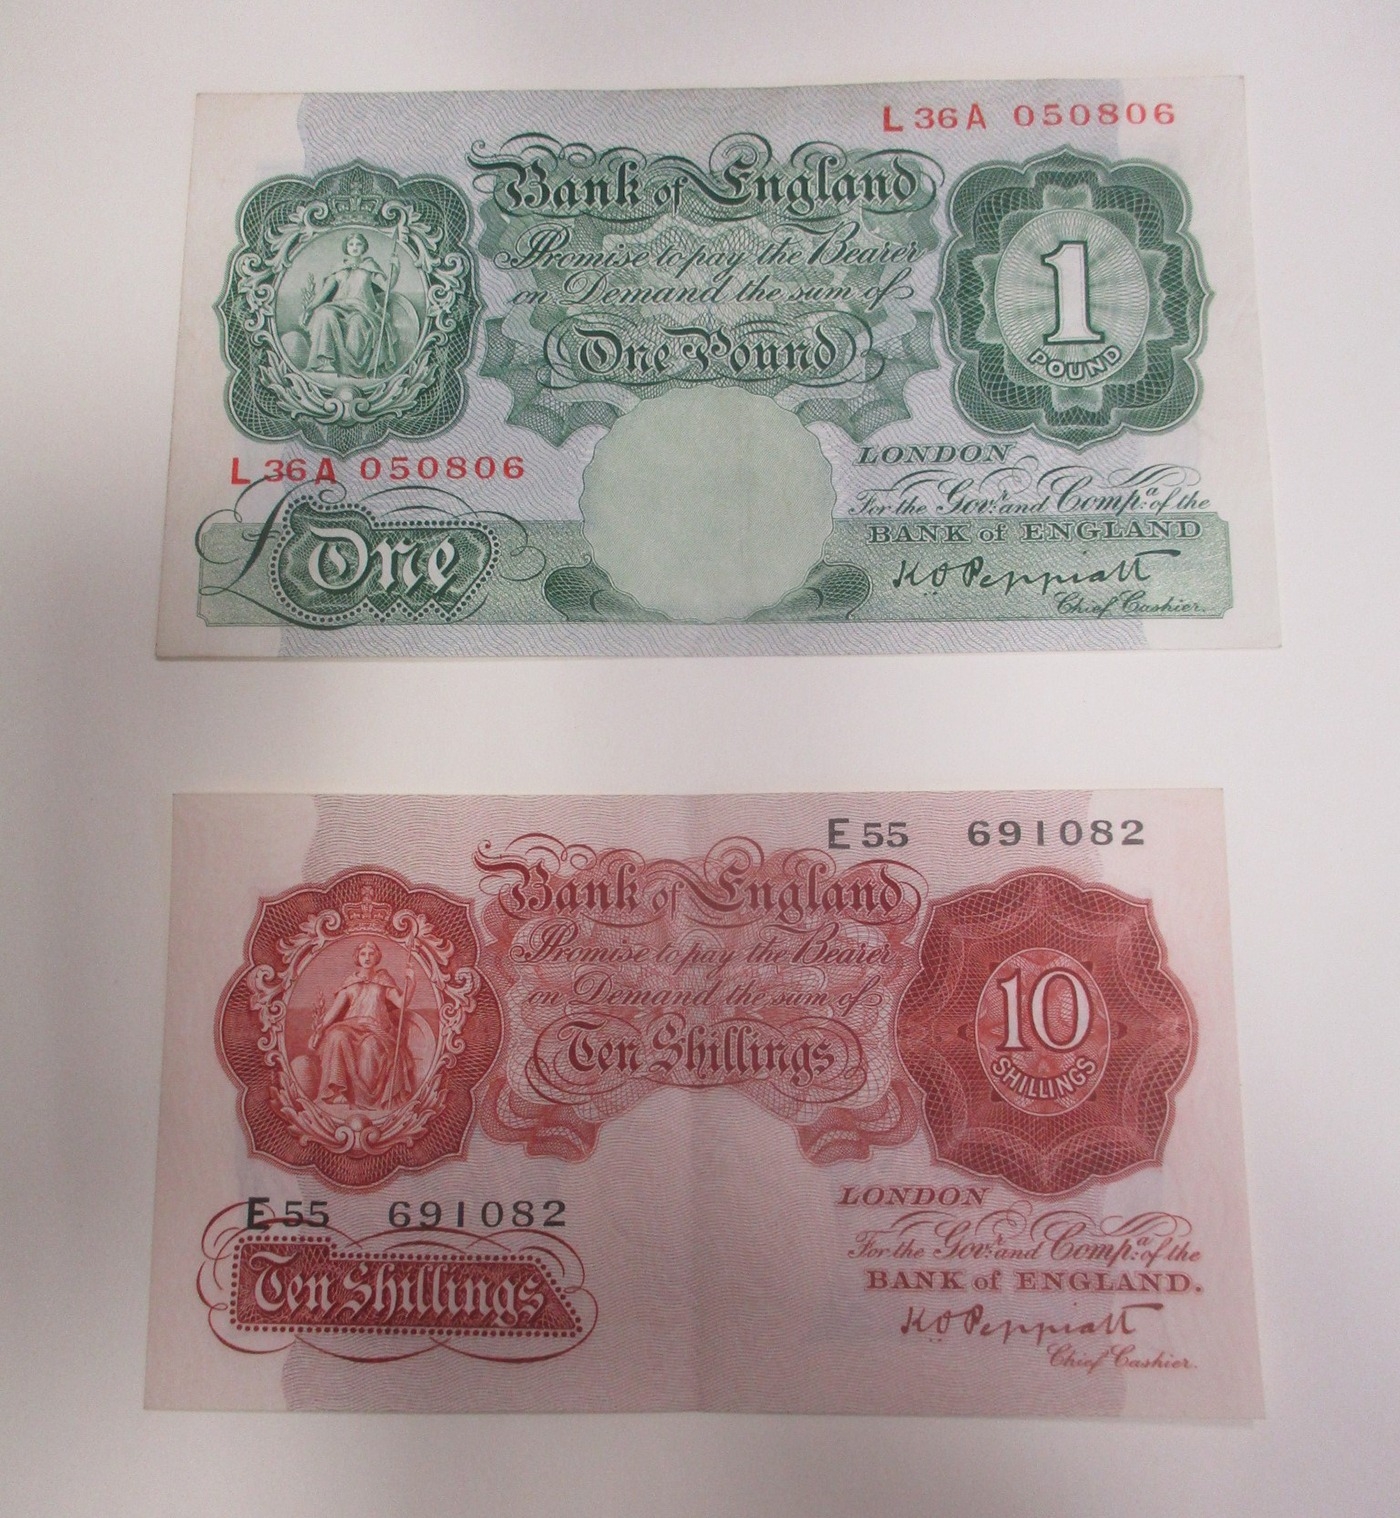 L 36A 050806
Bank of England
Promise to pay the Bearer
on Demand the sum of
One Pound
1
POUND
L 36A 050806
£ One
LONDON
For the Govr. and Compa. of the
BANK of ENGLAND
K O Peppiatt
Chief Cashier.
E 55 691082
Bank of England
Promise to pay the Bearer
on Demand the sum of
Ten Shillings
10
SHILLINGS
E 55 691082
Ten Shillings
LONDON
For the Govr. and Compa. of the
BANK of ENGLAND.
K O Peppiatt
Chief Cashier.